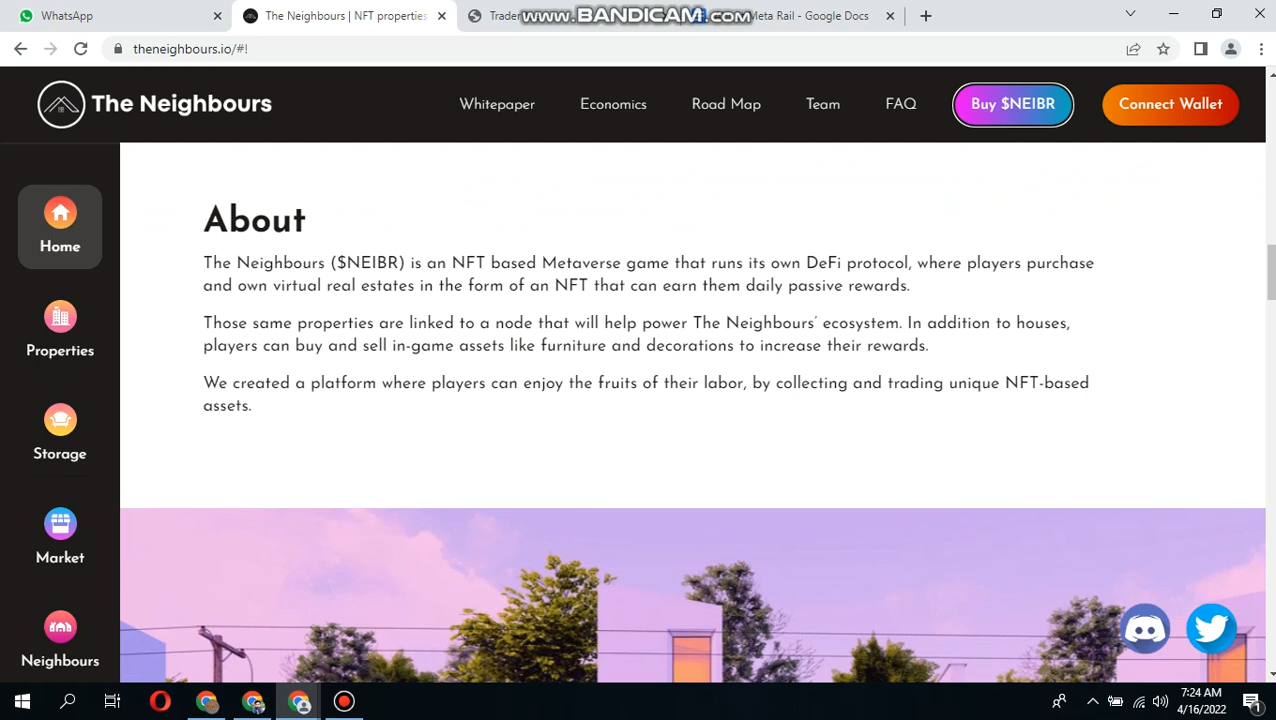 WhatsApp
The Neighbours | NFT properties
Trader
www.BANDICAM.com
Meta Rail - Google Docs
theneighbours.io/#!
The Neighbours
Whitepaper
Economics
Road Map
Team
FAQ
Buy $NEIBR
Connect Wallet
Home
Properties
Storage
Market
Neighbours
About
The Neighbours ($NEIBR) is an NFT based Metaverse game that runs its own DeFi protocol, where players purchase
and own virtual real estates in the form of an NFT that can earn them daily passive rewards.
Those same properties are linked to a node that will help power The Neighbours' ecosystem. In addition to houses,
players can buy and sell in-game assets like furniture and decorations to increase their rewards.
We created a platform where players can enjoy the fruits of their labor, by collecting and trading unique NFT-based
assets.
7:24 AM
4/16/2022
1